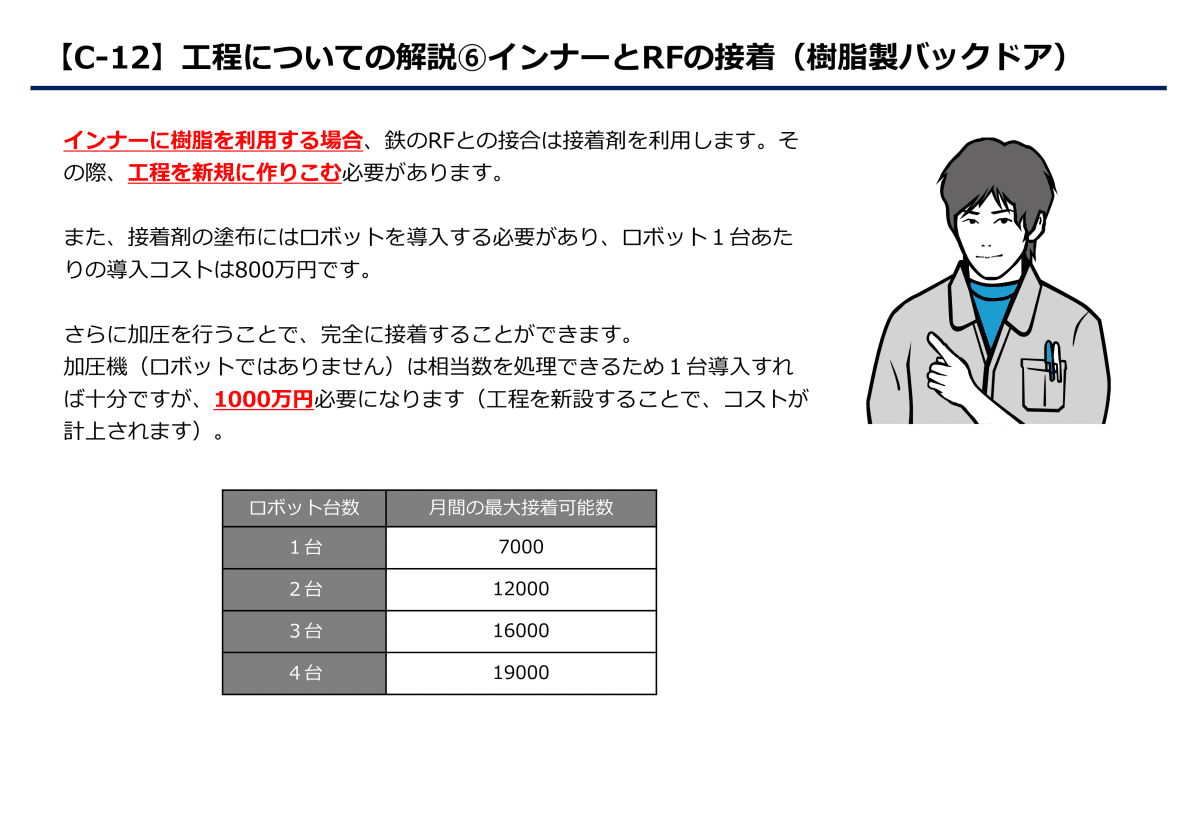 【C-12】工程についての解説⑥インナーとRFの接着（樹脂製バックドア）
インナーに樹脂を利用する場合、鉄のRFとの接合は接着剤を利用します。そ
の際、工程を新規に作りこむ必要があります。
また、接着剤の塗布にはロボットを導入する必要があり、ロボット１台あた
りの導入コストは800万円です。
さらに加圧を行うことで、完全に接着することができます。
加圧機（ロボットではありません）は相当数を処理できるため１台導入すれ
ば十分ですが、1000万円必要になります（工程を新設することで、コストが
計上されます）。
ロボット台数 月間の最大接着可能数
１台 7000
２台 12000
３台 16000
４台 19000